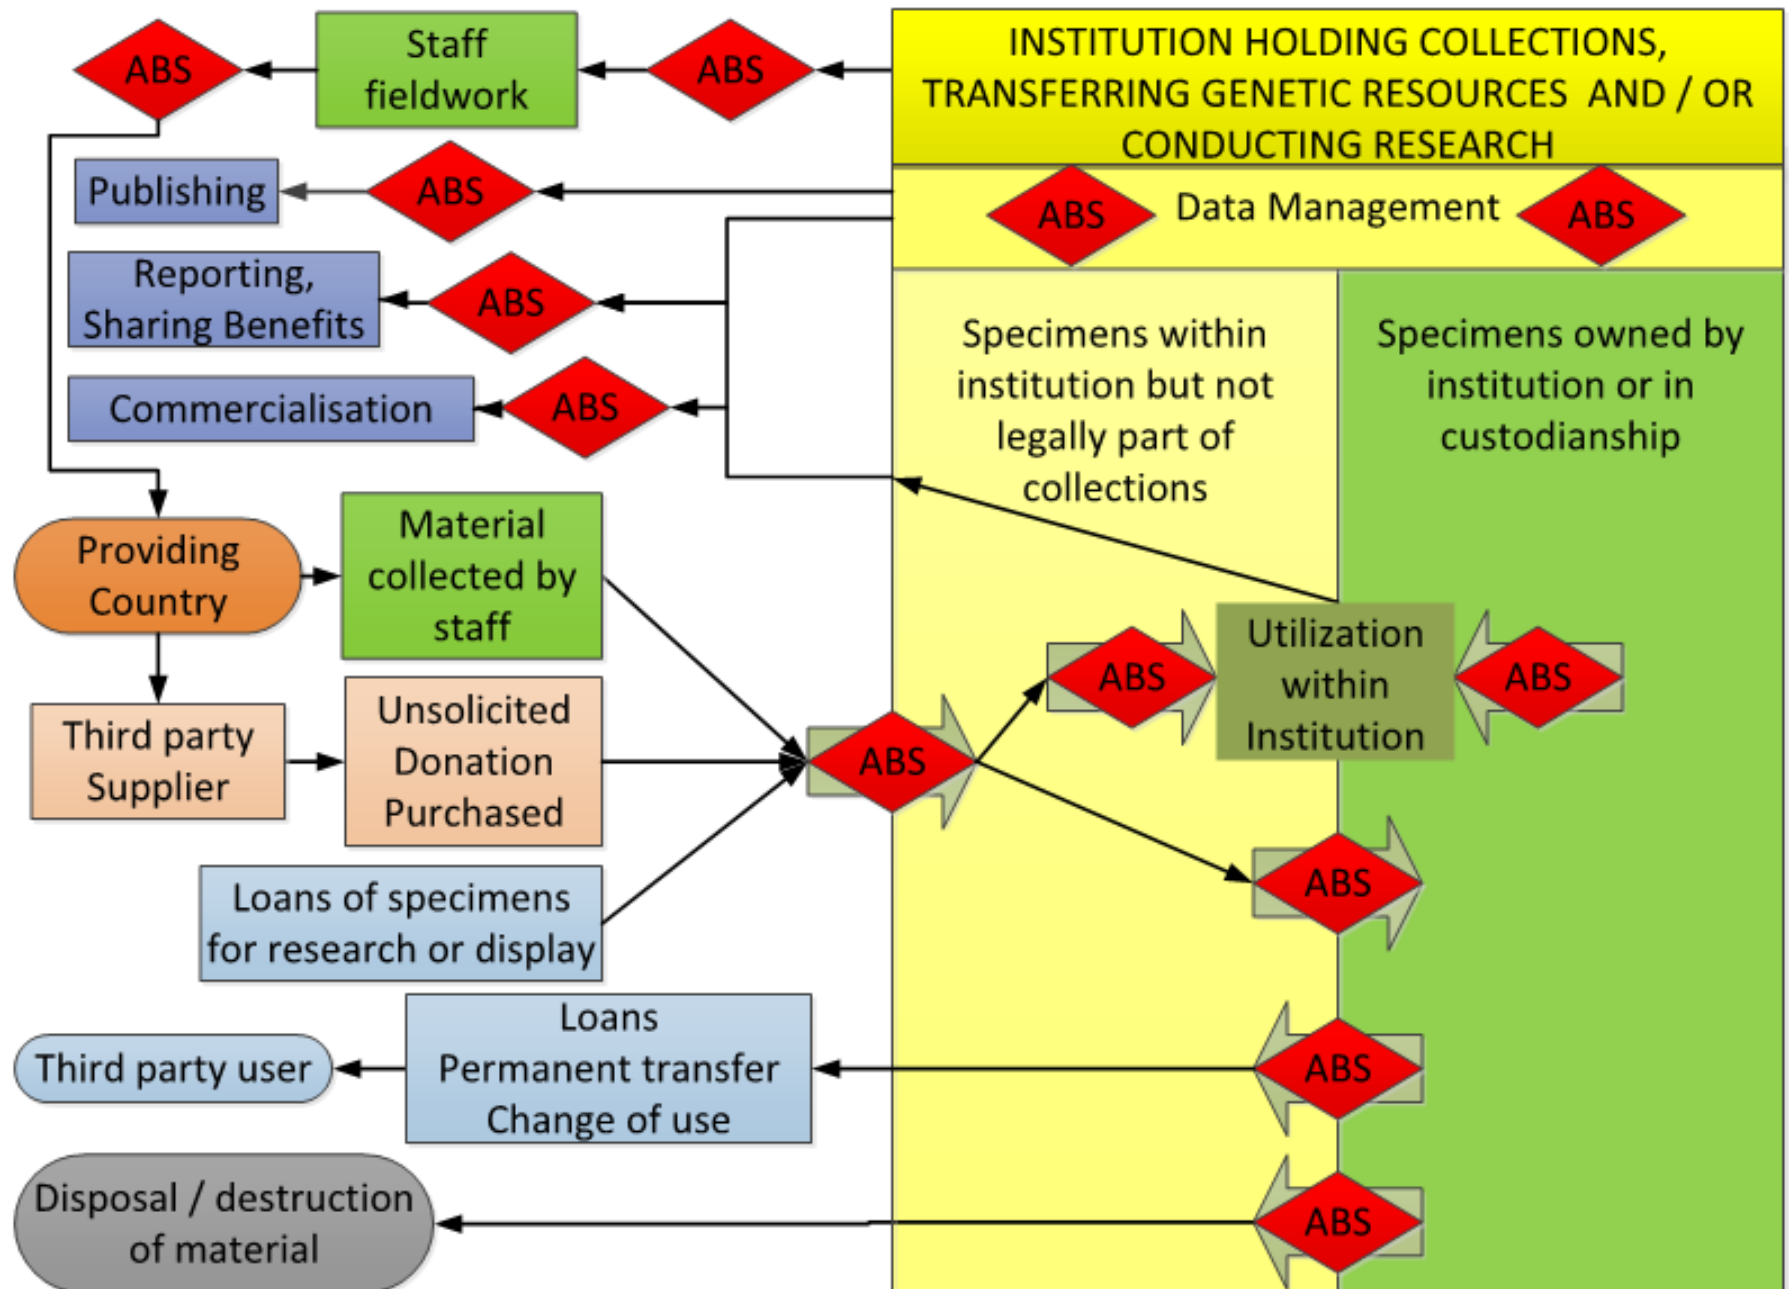 ABS
Staff
fieldwork
ABS
INSTITUTION HOLDING COLLECTIONS,
TRANSFERRING GENETIC RESOURCES AND / OR
CONDUCTING RESEARCH
Publishing
ABS
ABS
Data Management
ABS
Reporting,
Sharing Benefits
ABS
Commercialisation
ABS
Specimens within
institution but not
legally part of
collections
Specimens owned by
institution or in
custodianship
Providing
Country
Material
collected by
staff
Third party
Supplier
Unsolicited
Donation
Purchased
Loans of specimens
for research or display
ABS
ABS
Utilization
within
Institution
ABS
ABS
Third party user
Loans
Permanent transfer
Change of use
ABS
Disposal / destruction
of material
ABS